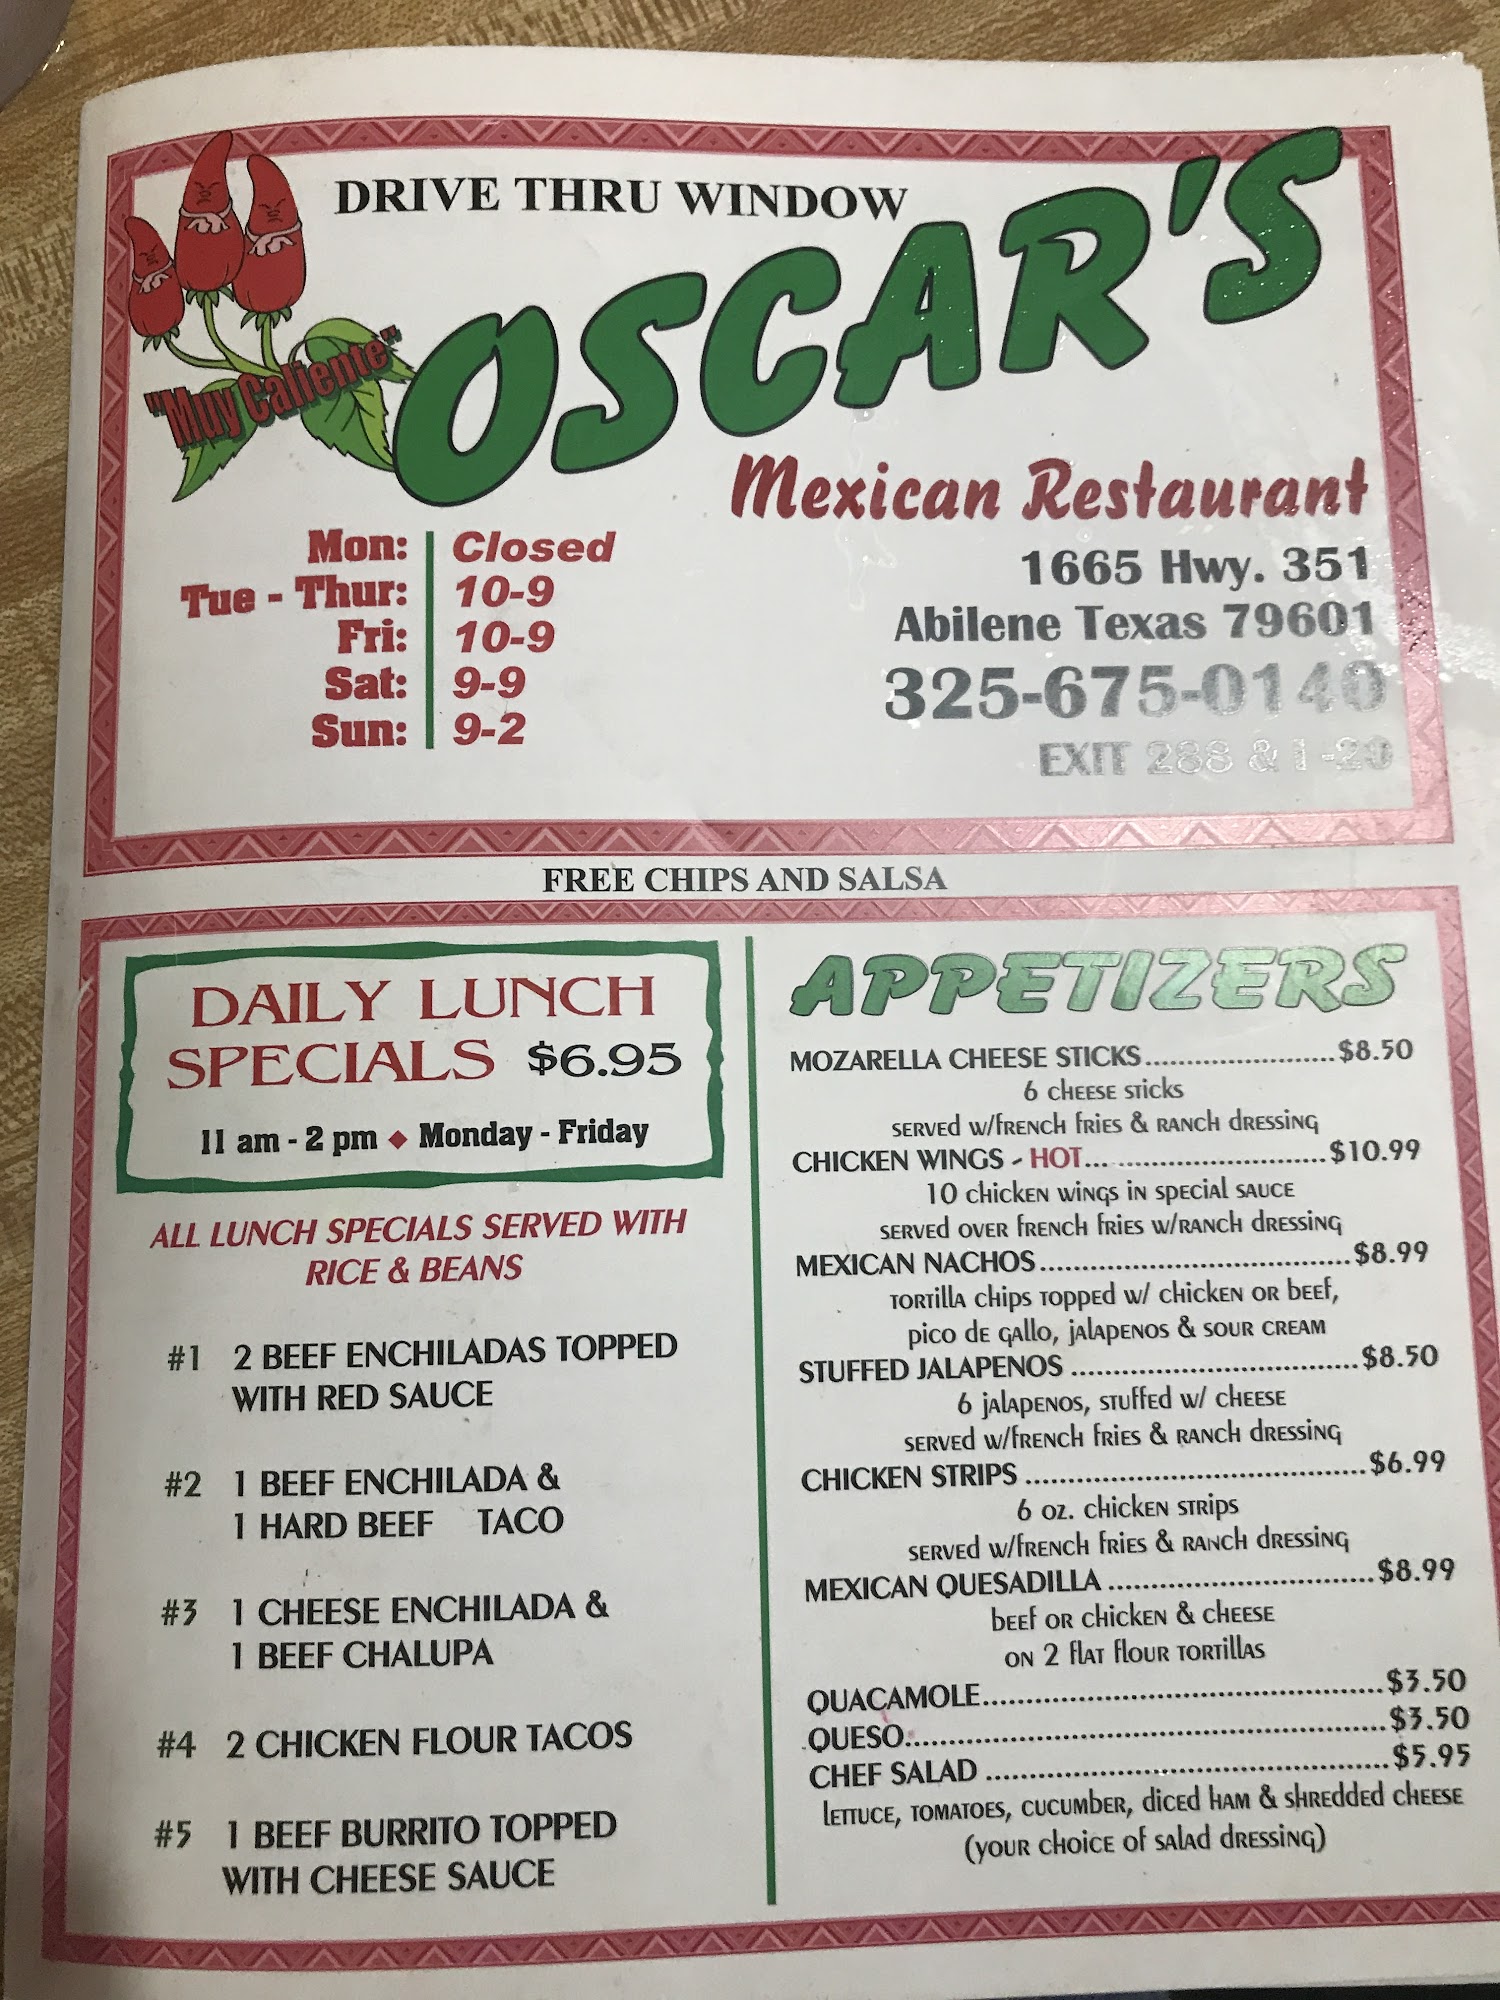 DRIVE THRU WINDOW
OSCAR'S
"Muy Caliente"
Mexican Restaurant
Mon: Closed
Tue - Thur: 10-9
Fri: 10-9
Sat: 9-9
Sun: 9-2
1665 Hwy. 351
Abilene Texas 79601
325-675-0140
EXIT 288 & I-20
FREE CHIPS AND SALSA
DAILY LUNCH
SPECIALS $6.95
11 am - 2 pm ♦ Monday - Friday
ALL LUNCH SPECIALS SERVED WITH
RICE & BEANS
#1 2 BEEF ENCHILADAS TOPPED
WITH RED SAUCE
#2 1 BEEF ENCHILADA &
1 HARD BEEF TACO
#3 1 CHEESE ENCHILADA &
1 BEEF CHALUPA
#4 2 CHICKEN FLOUR TACOS
#5 1 BEEF BURRITO TOPPED
WITH CHEESE SAUCE
APPETIZERS
MOZARELLA CHEESE STICKS........................$8.50
6 cheese sticks
served w/french fries & ranch dressing
CHICKEN WINGS - HOT... ..........................$10.99
10 chicken wings in special sauce
served over french fries w/ranch dressing
MEXICAN NACHOS.......................................$8.99
tortilla chips topped w/ chicken or beef,
pico de gallo, jalapenos & sour cream
STUFFED JALAPENOS ....................................$8.50
6 jalapenos, stuffed w/ cheese
served w/french fries & ranch dressing
CHICKEN STRIPS ...........................................$6.99
6 oz. chicken strips
served w/french fries & ranch dressing
MEXICAN QUESADILLA .................................$8.99
beef or chicken & cheese
on 2 flat flour tortillas
QUACAMOLE..................................................$3.50
QUESO............................................................$3.50
CHEF SALAD ..................................................$5.95
lettuce, tomatoes, cucumber, diced ham & shredded cheese
(your choice of salad dressing)